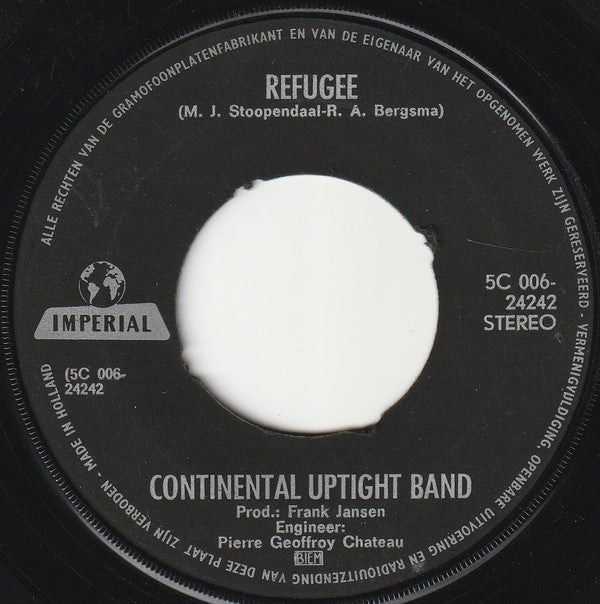 ALLE RECHTEN VAN DE GRAMOFOONPLATENFABRIKANT EN VAN DE EIGENAAR VAN HET OPGENOMEN WERK ZIJN GERESERVEERD - VERMENIGVULDIGING, OPENBARE UITVOERING EN RADIOUITZENDING VAN DEZE PLAAT ZIJN VERBODEN - MADE IN HOLLAND
REFUGEE
(M. J. Stoopendaal-R. A. Bergsma)
IMPERIAL
5C 006-
24242
STEREO
(5C 006-
24242
CONTINENTAL UPTIGHT BAND
Prod.: Frank Jansen
Engineer:
Pierre Geoffroy Chateau
BIEM